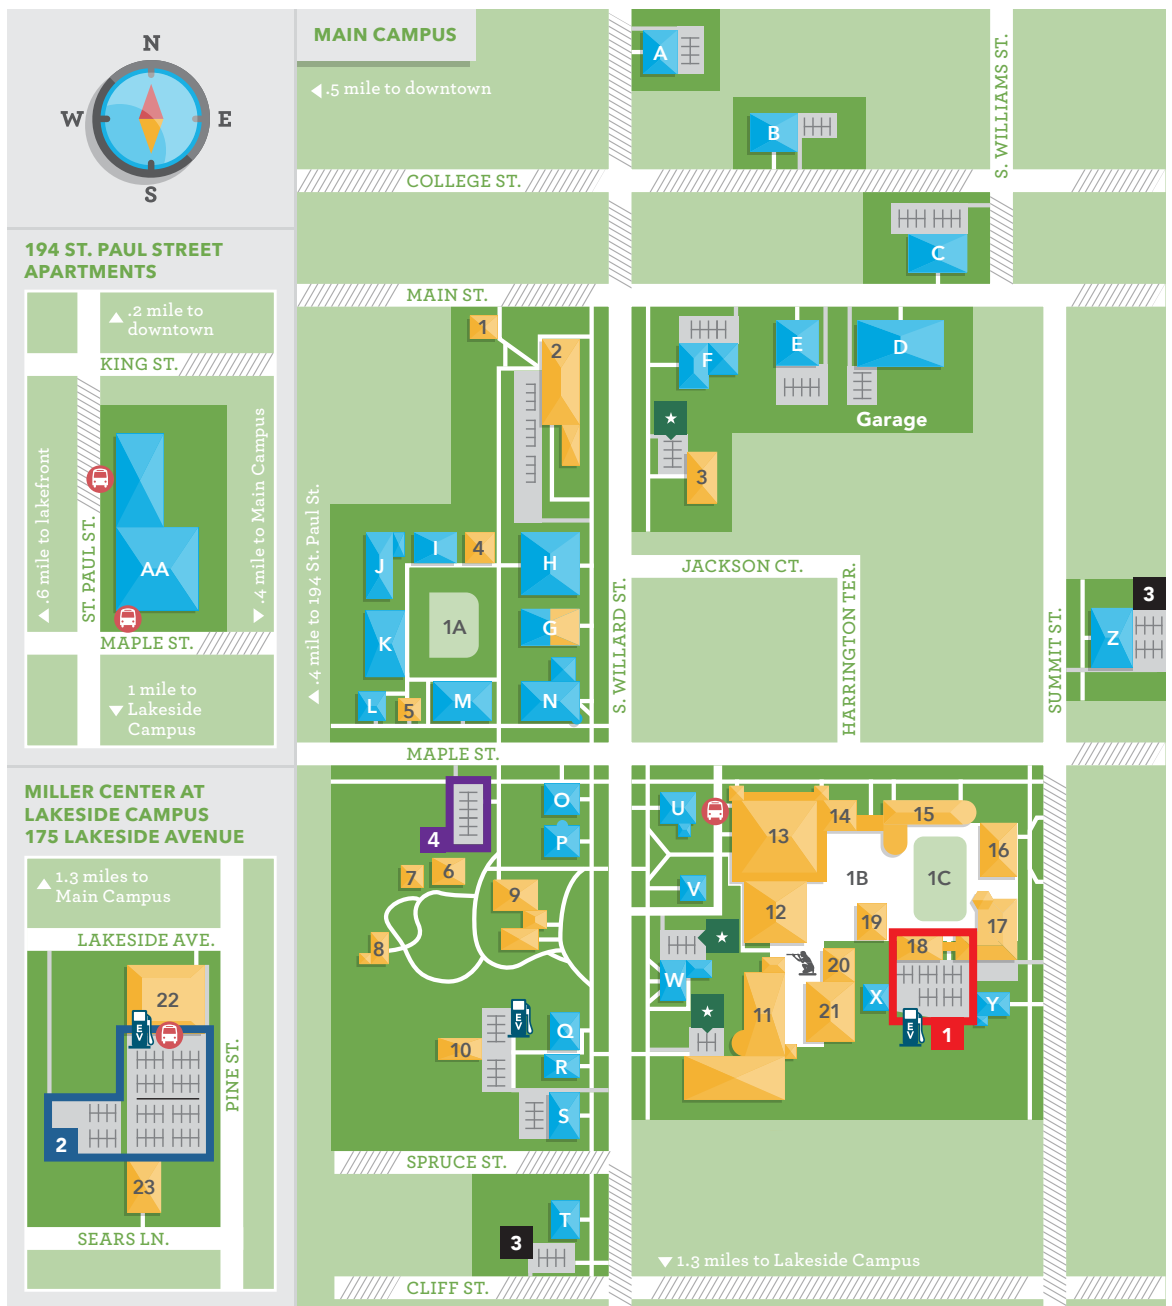 N
W
E
S
194 ST. PAUL STREET
APARTMENTS
.2 mile to
downtown
KING ST.
.6 mile to lakefront
ST. PAUL ST.
AA
.4 mile to Main Campus
MAPLE ST.
1 mile to
Lakeside
Campus
MILLER CENTER AT
LAKESIDE CAMPUS
175 LAKESIDE AVENUE
1.3 miles to
Main Campus
LAKESIDE AVE.
22
EV
PINE ST.
2
23
SEARS LN.
MAIN CAMPUS
.5 mile to downtown
A
B
S. WILLIAMS ST.
COLLEGE ST.
C
MAIN ST.
1
2
F
E
D
Garage
3
.4 mile to 194 St. Paul St.
J
I
4
H
JACKSON CT.
1A
G
K
S. WILLARD ST.
HARRINGTON TER.
SUMMIT ST.
3
Z
L
5
M
N
MAPLE ST.
4
O
P
U
13
14
15
16
7
6
9
V
1B
1C
12
19
17
8
18
W
20
X
Y
EV
Q
11
21
EV
1
10
R
S
SPRUCE ST.
T
3
1.3 miles to Lakeside Campus
CLIFF ST.